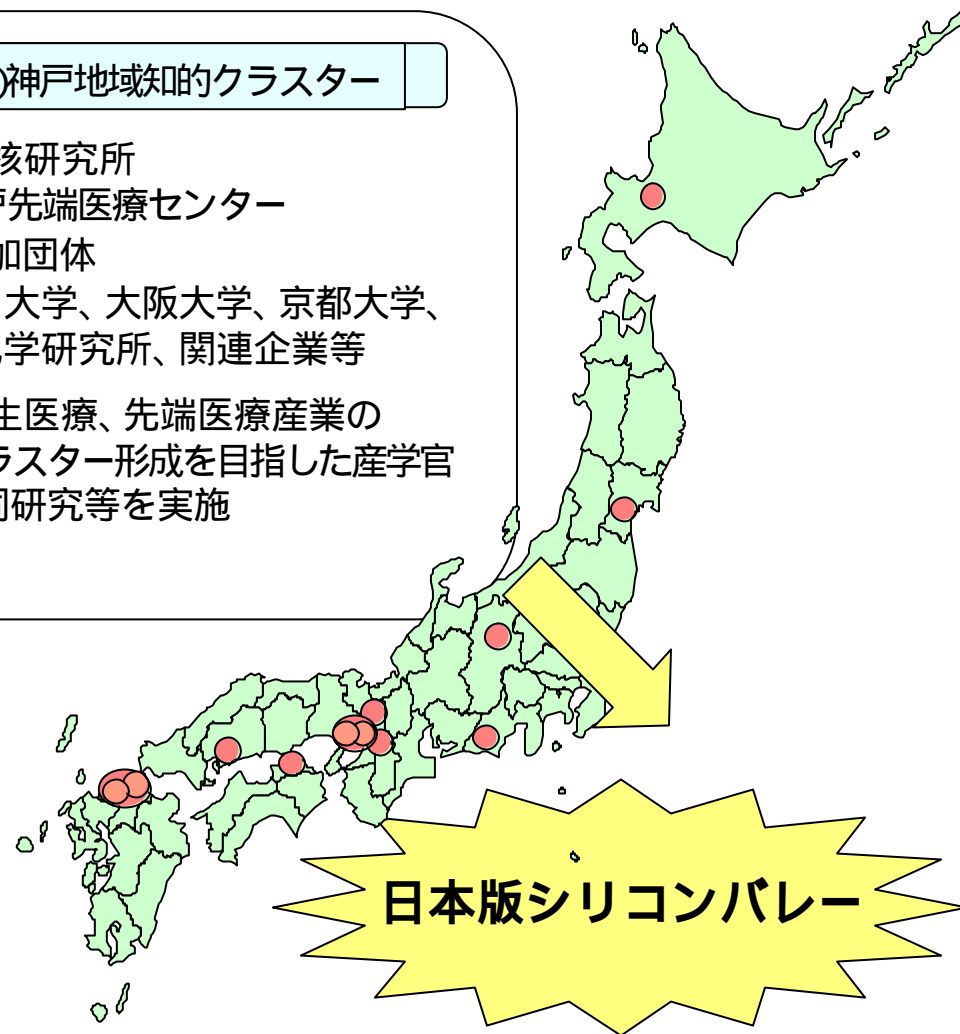 )神戸地域知的クラスター
核研究所
戸先端医療センター
加団体
大学、大阪大学、京都大学、
学研究所、関連企業等
生医療、先端医療産業の
ラスター形成を目指した産学官
同研究等を実施
日本版シリコンバレー